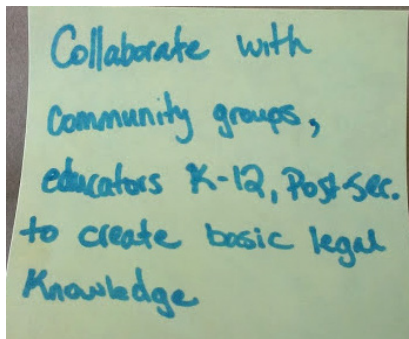 Collaborate with
community groups,
educators K-12, Post-Sec.
to create basic legal
Knowledge